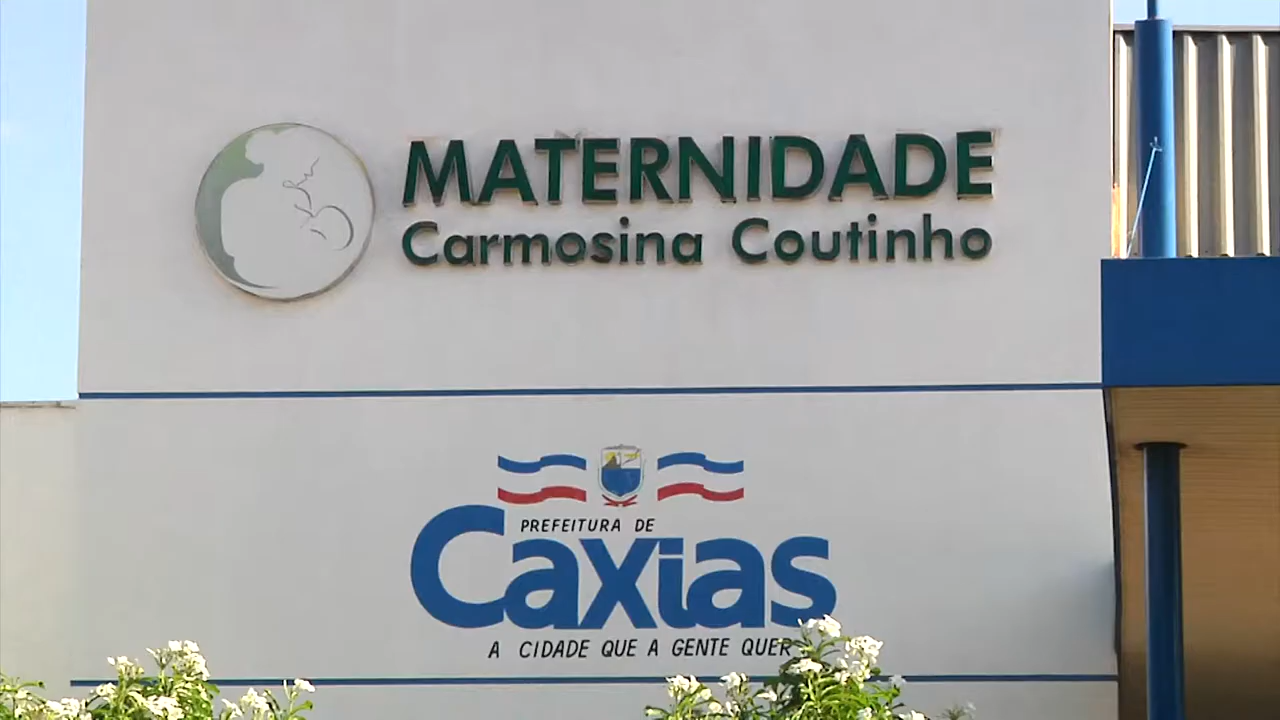 MATERNIDADE
Carmosina Coutinho
PREFEITURA DE
Caxias
A CIDADE QUE A GENTE QUER